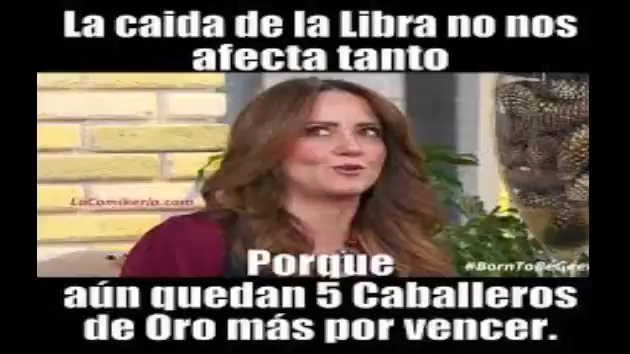 La caida de la Libra no nos
afecta tanto
LaComikeria.com
Porque
#BornToBeGeek
aún quedan 5 Caballeros
de Oro más por vencer.